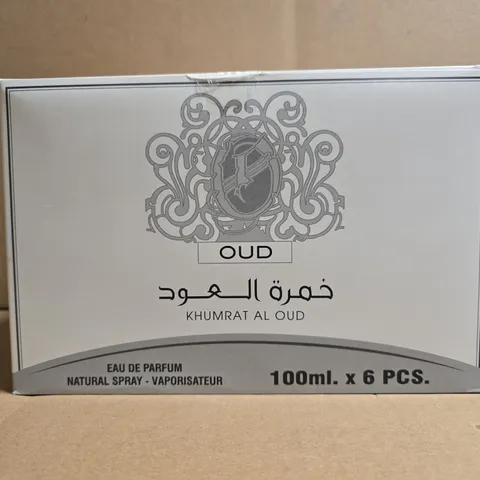 OUD
خمرة العود
KHUMRAT AL OUD
EAU DE PARFUM
NATURAL SPRAY - VAPORISATEUR
100ml. x 6 PCS.